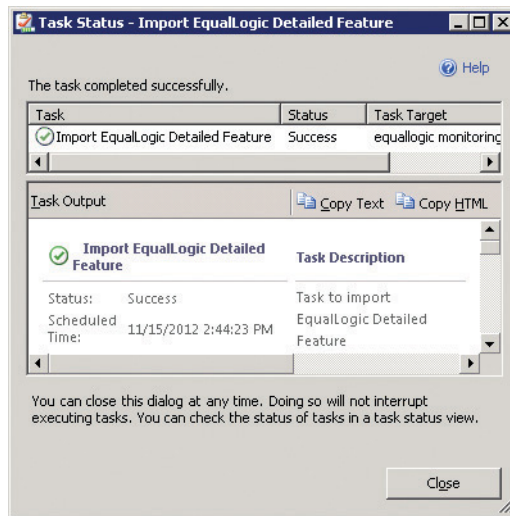 Task Status - Import EqualLogic Detailed Feature
Help
The task completed successfully.
Task Status Task Target
Import EqualLogic Detailed Feature Success equallogic monitoring
Task Output Copy Text Copy HTML
Import EqualLogic Detailed
Feature
Task Description
Status: Success
Scheduled
Time: 11/15/2012 2:44:23 PM
Task to import
EqualLogic Detailed
Feature
You can close this dialog at any time. Doing so will not interrupt
executing tasks. You can check the status of tasks in a task status view.
Close